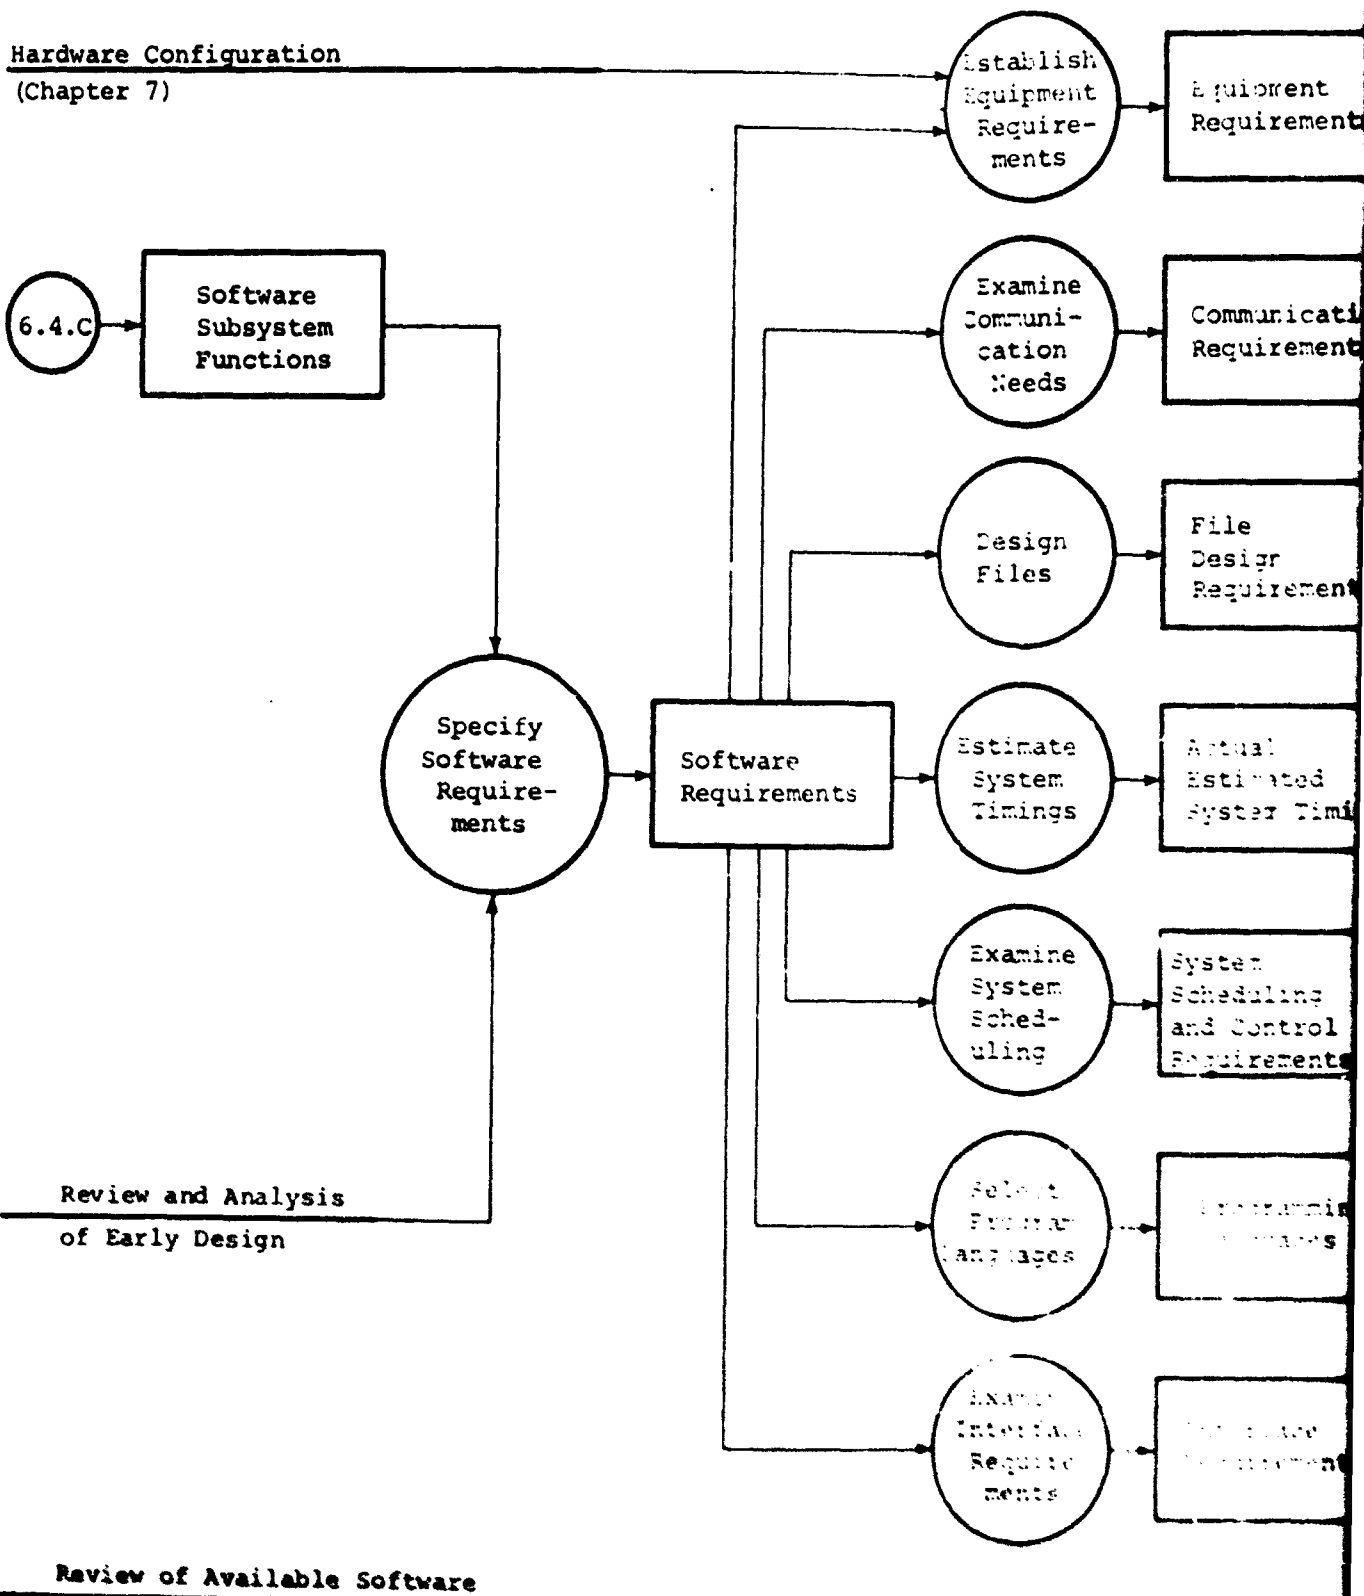 Hardware Configuration
(Chapter 7)
Establish
Equipment
Require-
ments
Equipment
Requirement
6.4.C
Software
Subsystem
Functions
Examine
Communi-
cation
Needs
Communicati
Requirement
Design
Files
File
Design
Requirement
Specify
Software
Require-
ments
Software
Requirements
Estimate
System
Timings
Actual
Estimated
System Timi
Examine
System
Sched-
uling
System
Scheduling
and Control
Requirements
Review and Analysis
of Early Design
Select
Program
Languages
Programmin
Examine
Interface
Require
ments
Review of Available Software